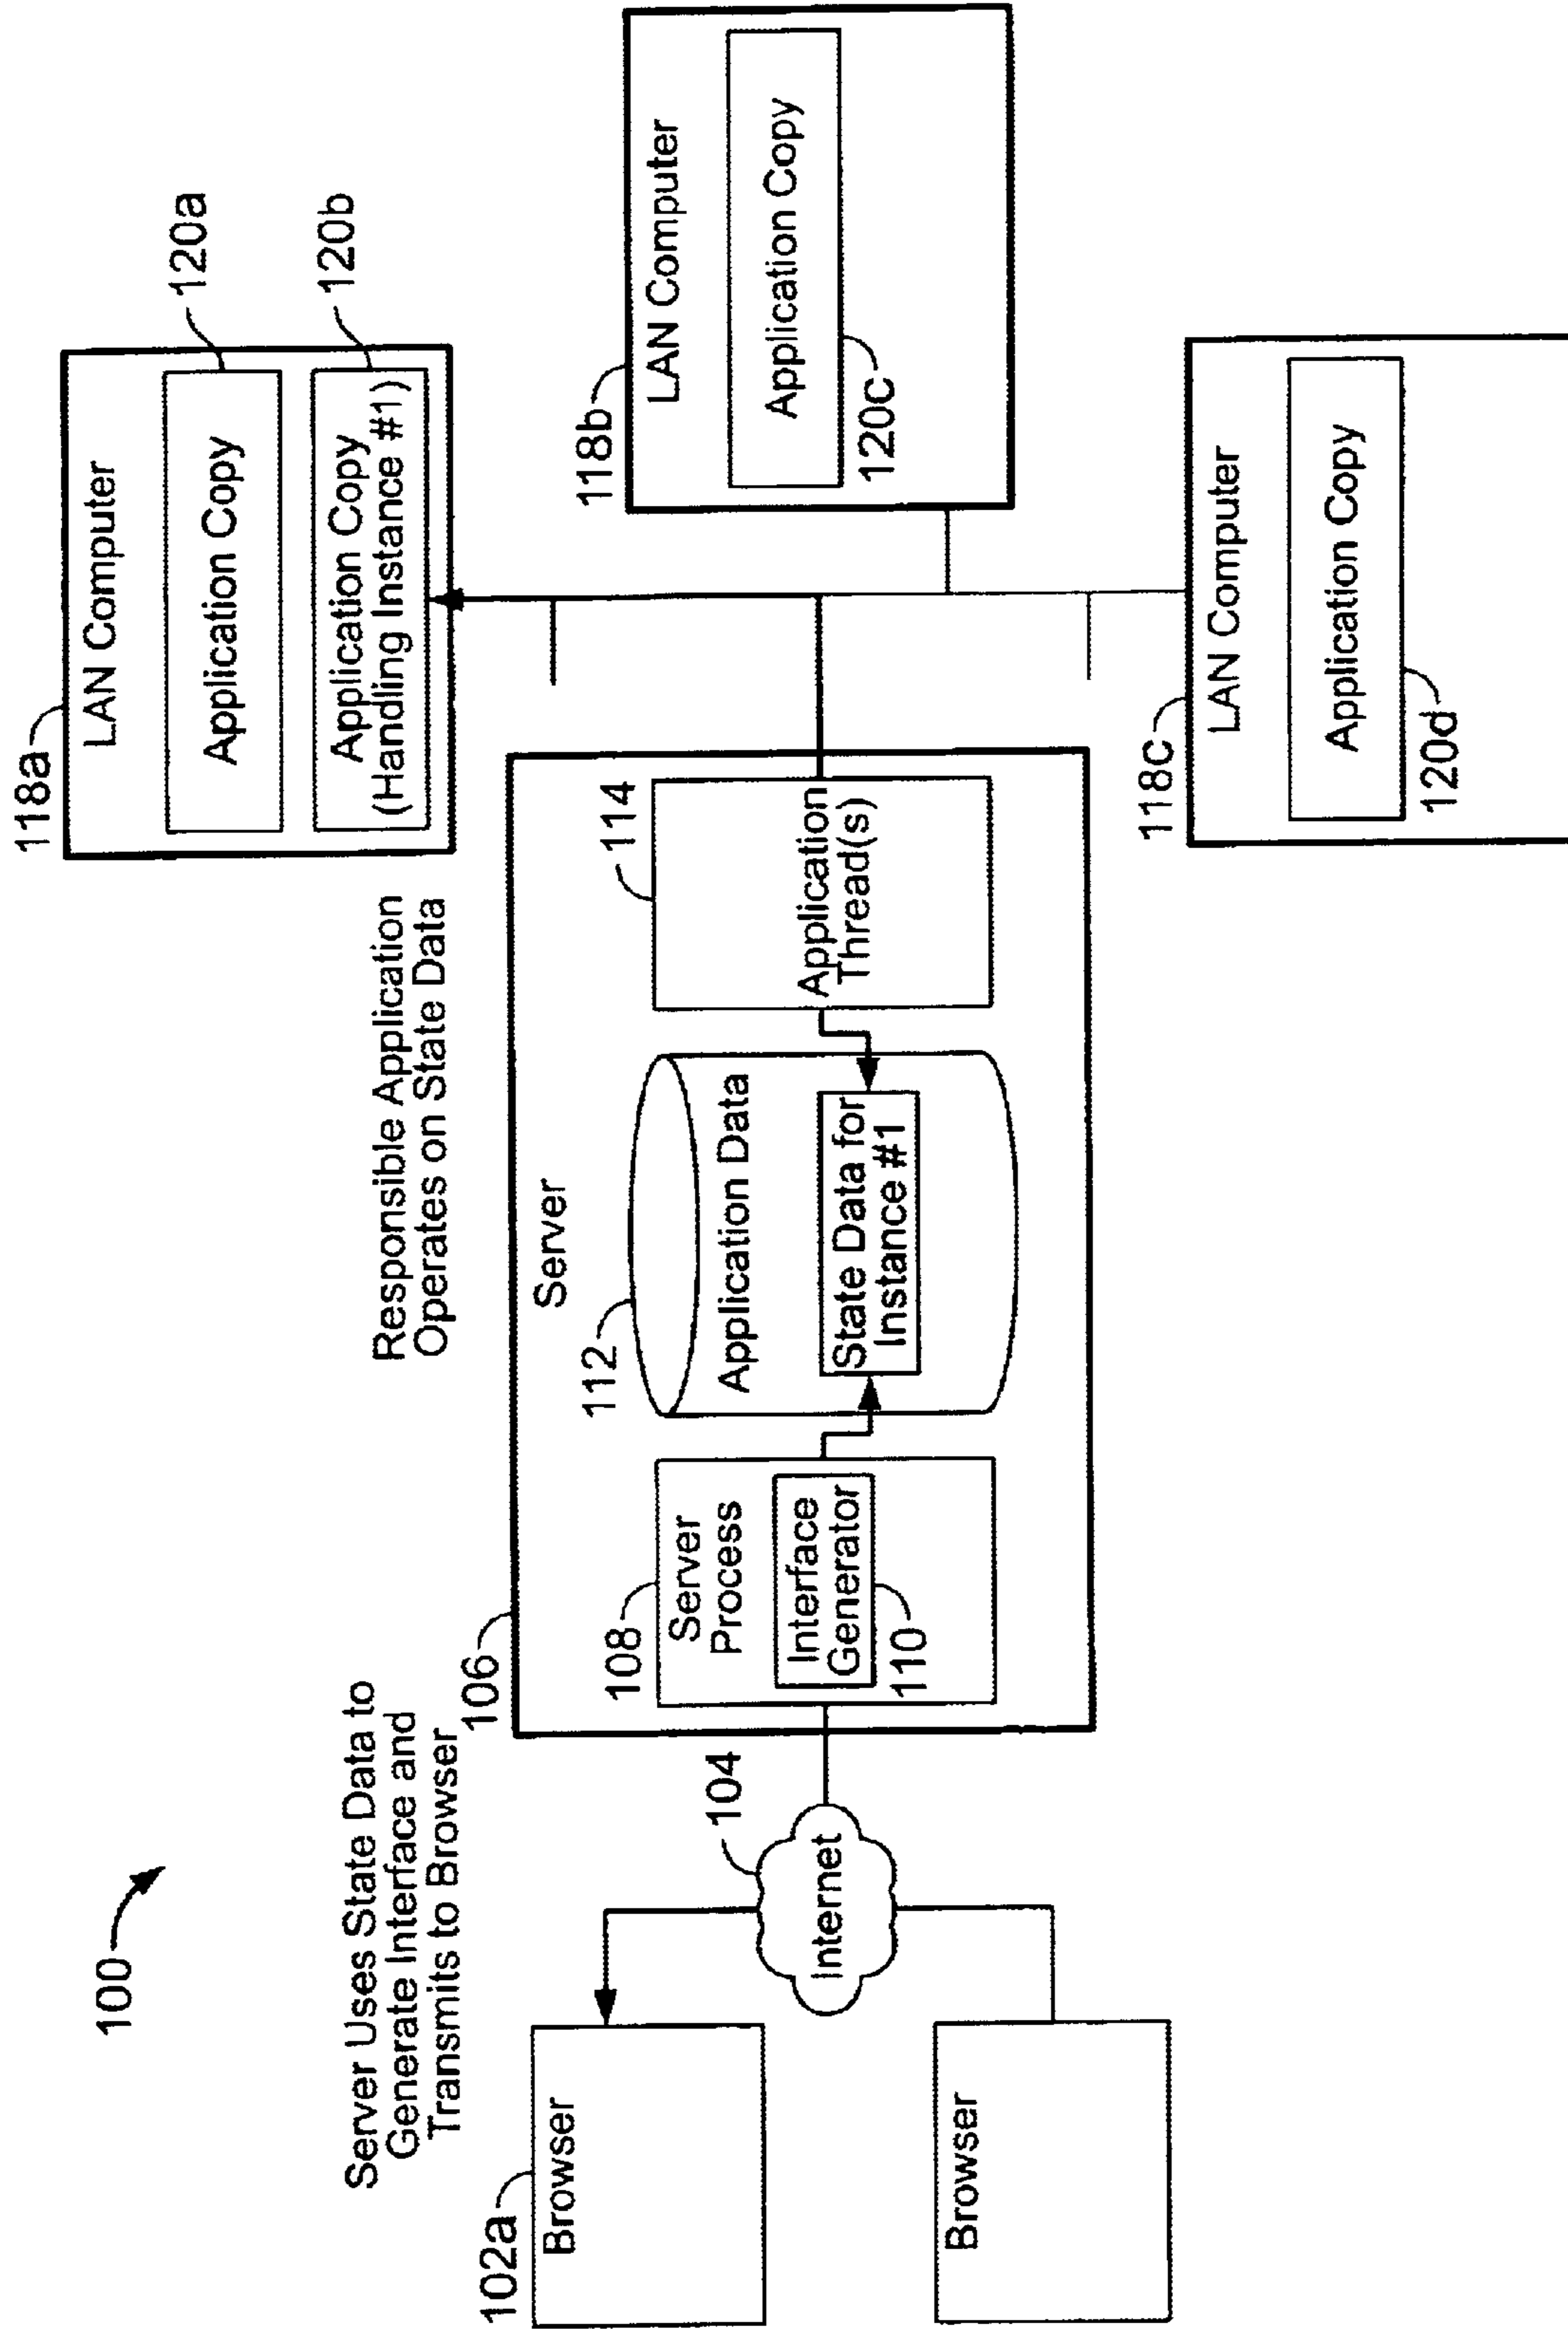 100
Server Uses State Data to
Generate Interface and
Transmits to Browser
102a
Browser
Browser
104
Internet
106
Server
108
Server
Process
Interface
Generator
110
112
Application Data
State Data for
Instance #1
114
Application
Thread(s)
Responsible Application
Operates on State Data
118a
LAN Computer
Application Copy
120a
Application Copy
(Handling Instance #1)
120b
118b
LAN Computer
Application Copy
120c
118c
LAN Computer
Application Copy
120d